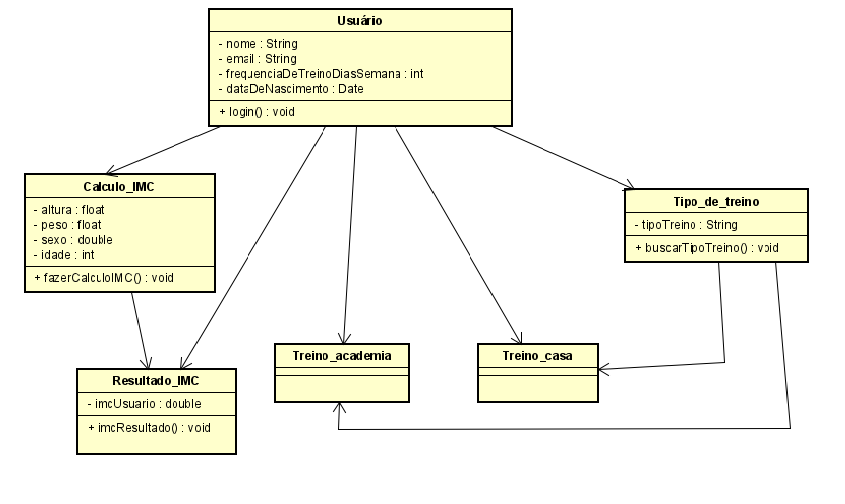 Usuário
- nome : String
- email : String
- frequenciaDeTreinoDiasSemana : int
- dataDeNascimento : Date
+ login() : void
Calculo_IMC
- altura : float
- peso : float
- sexo : double
- idade : int
+ fazerCalculoIMC() : void
Tipo_de_treino
- tipoTreino : String
+ buscarTipoTreino() : void
Treino_academia
Treino_casa
Resultado_IMC
- imcUsuario : double
+ imcResultado() : void